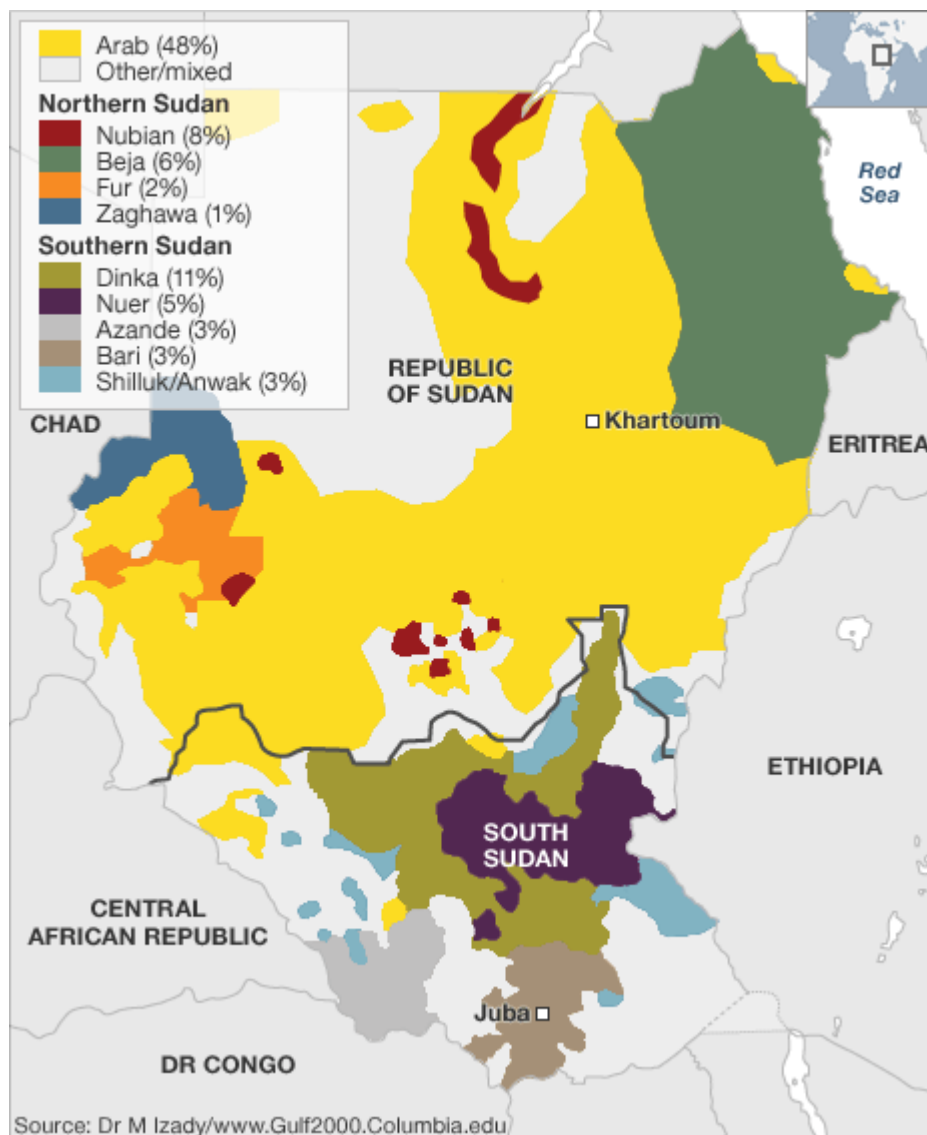 Arab (48%)
Other/mixed
Northern Sudan
Nubian (8%)
Beja (6%)
Fur (2%)
Zaghawa (1%)
Southern Sudan
Dinka (11%)
Nuer (5%)
Azande (3%)
Bari (3%)
Shilluk/Anwak (3%)
Red
Sea
REPUBLIC
OF SUDAN
CHAD
Khartoum
ERITREA
ETHIOPIA
SOUTH
SUDAN
CENTRAL
AFRICAN REPUBLIC
Juba
DR CONGO
Source: Dr M Izady/www.Gulf2000.Columbia.edu